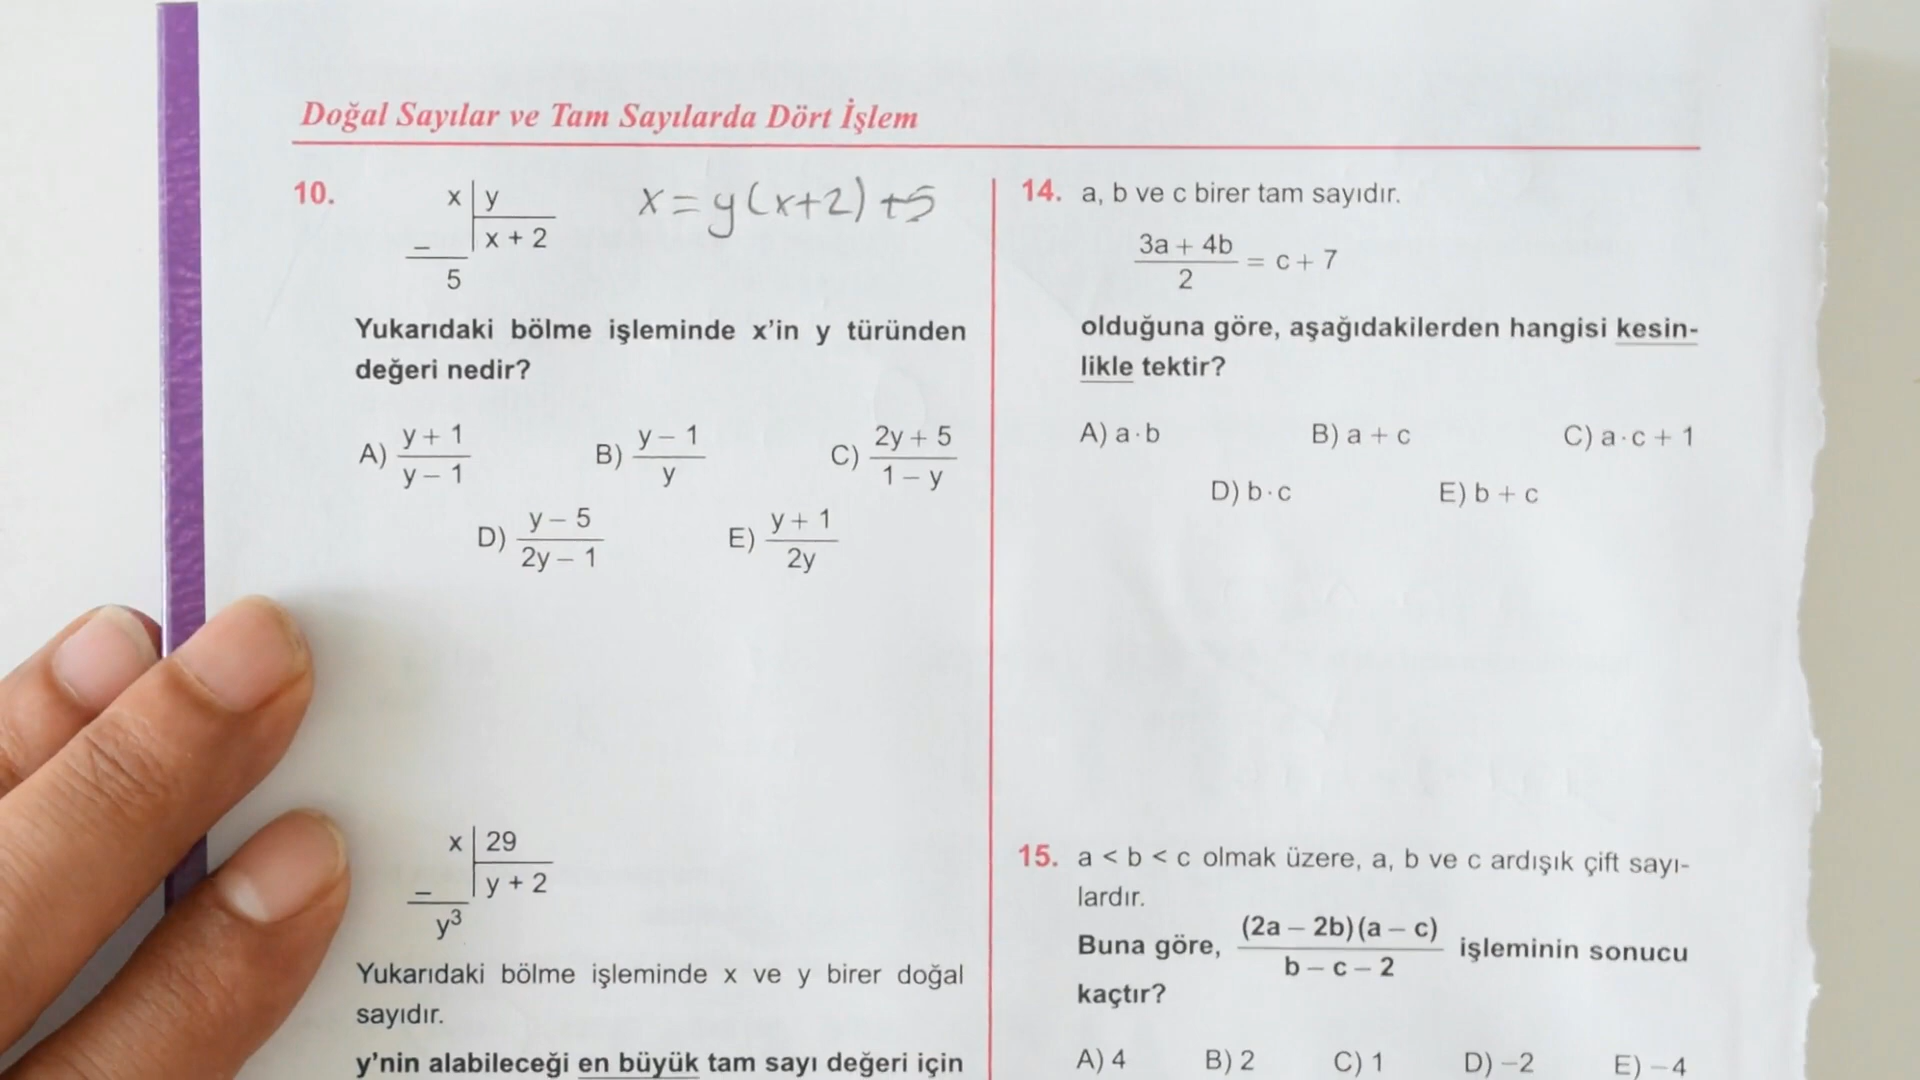 Doğal Sayılar ve Tam Sayılarda Dört İşlem
10.
x | y
x + 2
–
5
x = y(x+2) +5
Yukarıdaki bölme işleminde x'in y türünden
değeri nedir?
A) (y + 1)/(y – 1) B) (y – 1)/y C) (2y + 5)/(1 – y)
D) (y – 5)/(2y – 1) E) (y + 1)/(2y)
x | 29
y + 2
–
y³
Yukarıdaki bölme işleminde x ve y birer doğal
sayıdır.
y'nin alabileceği en büyük tam sayı değeri için
14. a, b ve c birer tam sayıdır.
(3a + 4b)/2 = c + 7
olduğuna göre, aşağıdakilerden hangisi kesin-
likle tektir?
A) a·b B) a + c C) a·c + 1
D) b·c E) b + c
15. a < b < c olmak üzere, a, b ve c ardışık çift sayı-
lardır.
Buna göre, (2a – 2b)(a – c)/(b – c – 2) işleminin sonucu
kaçtır?
A) 4 B) 2 C) 1 D) –2 E) –4